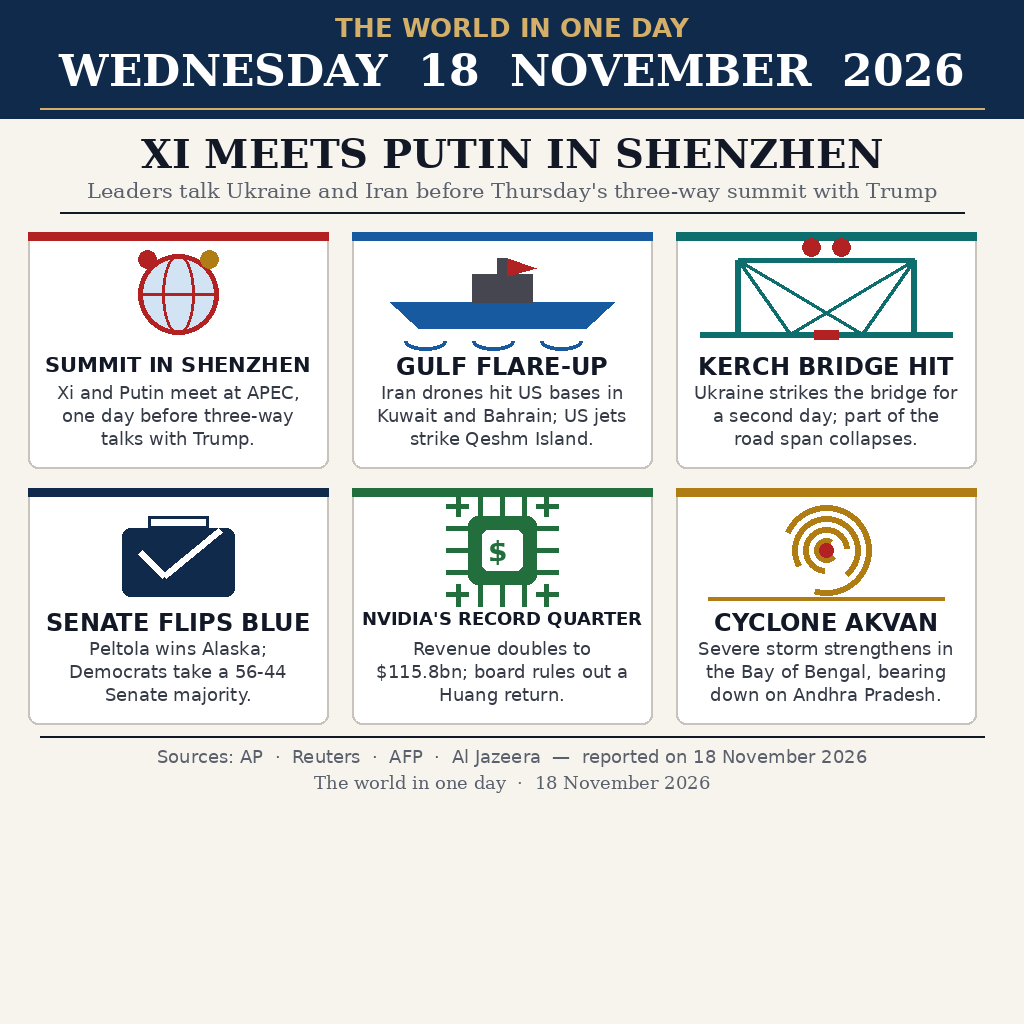 THE WORLD IN ONE DAY
WEDNESDAY 18 NOVEMBER 2026
XI MEETS PUTIN IN SHENZHEN
Leaders talk Ukraine and Iran before Thursday's three-way summit with Trump
SUMMIT IN SHENZHEN
Xi and Putin meet at APEC,
one day before three-way
talks with Trump.
GULF FLARE-UP
Iran drones hit US bases in
Kuwait and Bahrain; US jets
strike Qeshm Island.
KERCH BRIDGE HIT
Ukraine strikes the bridge for
a second day; part of the
road span collapses.
SENATE FLIPS BLUE
Peltola wins Alaska;
Democrats take a 56-44
Senate majority.
$
NVIDIA'S RECORD QUARTER
Revenue doubles to
$115.8bn; board rules out a
Huang return.
CYCLONE AKVAN
Severe storm strengthens in
the Bay of Bengal, bearing
down on Andhra Pradesh.
Sources: AP · Reuters · AFP · Al Jazeera — reported on 18 November 2026
The world in one day · 18 November 2026